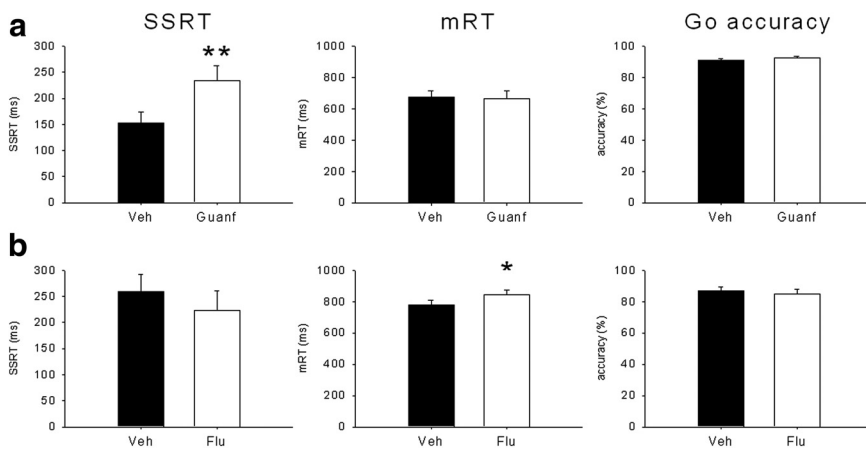 a
SSRT
mRT
Go accuracy
**
SSRT (ms)
300
250
200
150
100
50
0
Veh Guanf
mRT (ms)
1000
800
600
400
200
0
Veh Guanf
accuracy (%)
100
80
60
40
20
0
Veh Guanf
b
SSRT (ms)
300
250
200
150
100
50
0
Veh Flu
*
mRT (ms)
1000
800
600
400
200
0
Veh Flu
accuracy (%)
100
80
60
40
20
0
Veh Flu